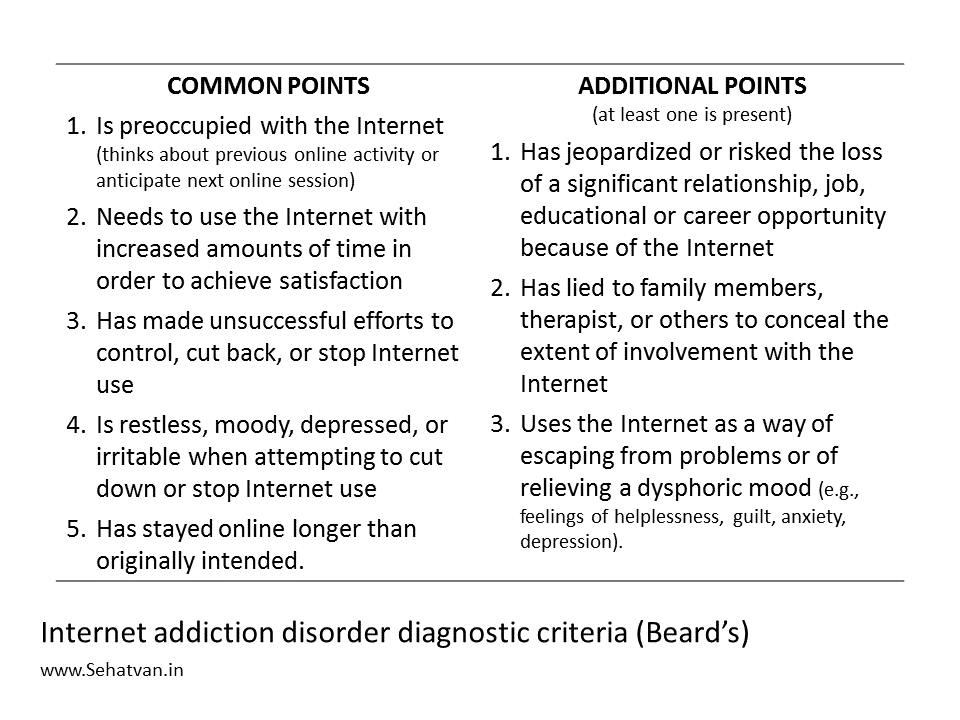 COMMON POINTS
1. Is preoccupied with the Internet
(thinks about previous online activity or
anticipate next online session)
2. Needs to use the Internet with
increased amounts of time in
order to achieve satisfaction
3. Has made unsuccessful efforts to
control, cut back, or stop Internet
use
4. Is restless, moody, depressed, or
irritable when attempting to cut
down or stop Internet use
5. Has stayed online longer than
originally intended.
ADDITIONAL POINTS
(at least one is present)
1. Has jeopardized or risked the loss
of a significant relationship, job,
educational or career opportunity
because of the Internet
2. Has lied to family members,
therapist, or others to conceal the
extent of involvement with the
Internet
3. Uses the Internet as a way of
escaping from problems or of
relieving a dysphoric mood (e.g.,
feelings of helplessness, guilt, anxiety,
depression).
Internet addiction disorder diagnostic criteria (Beard’s)
www.Sehatvan.in